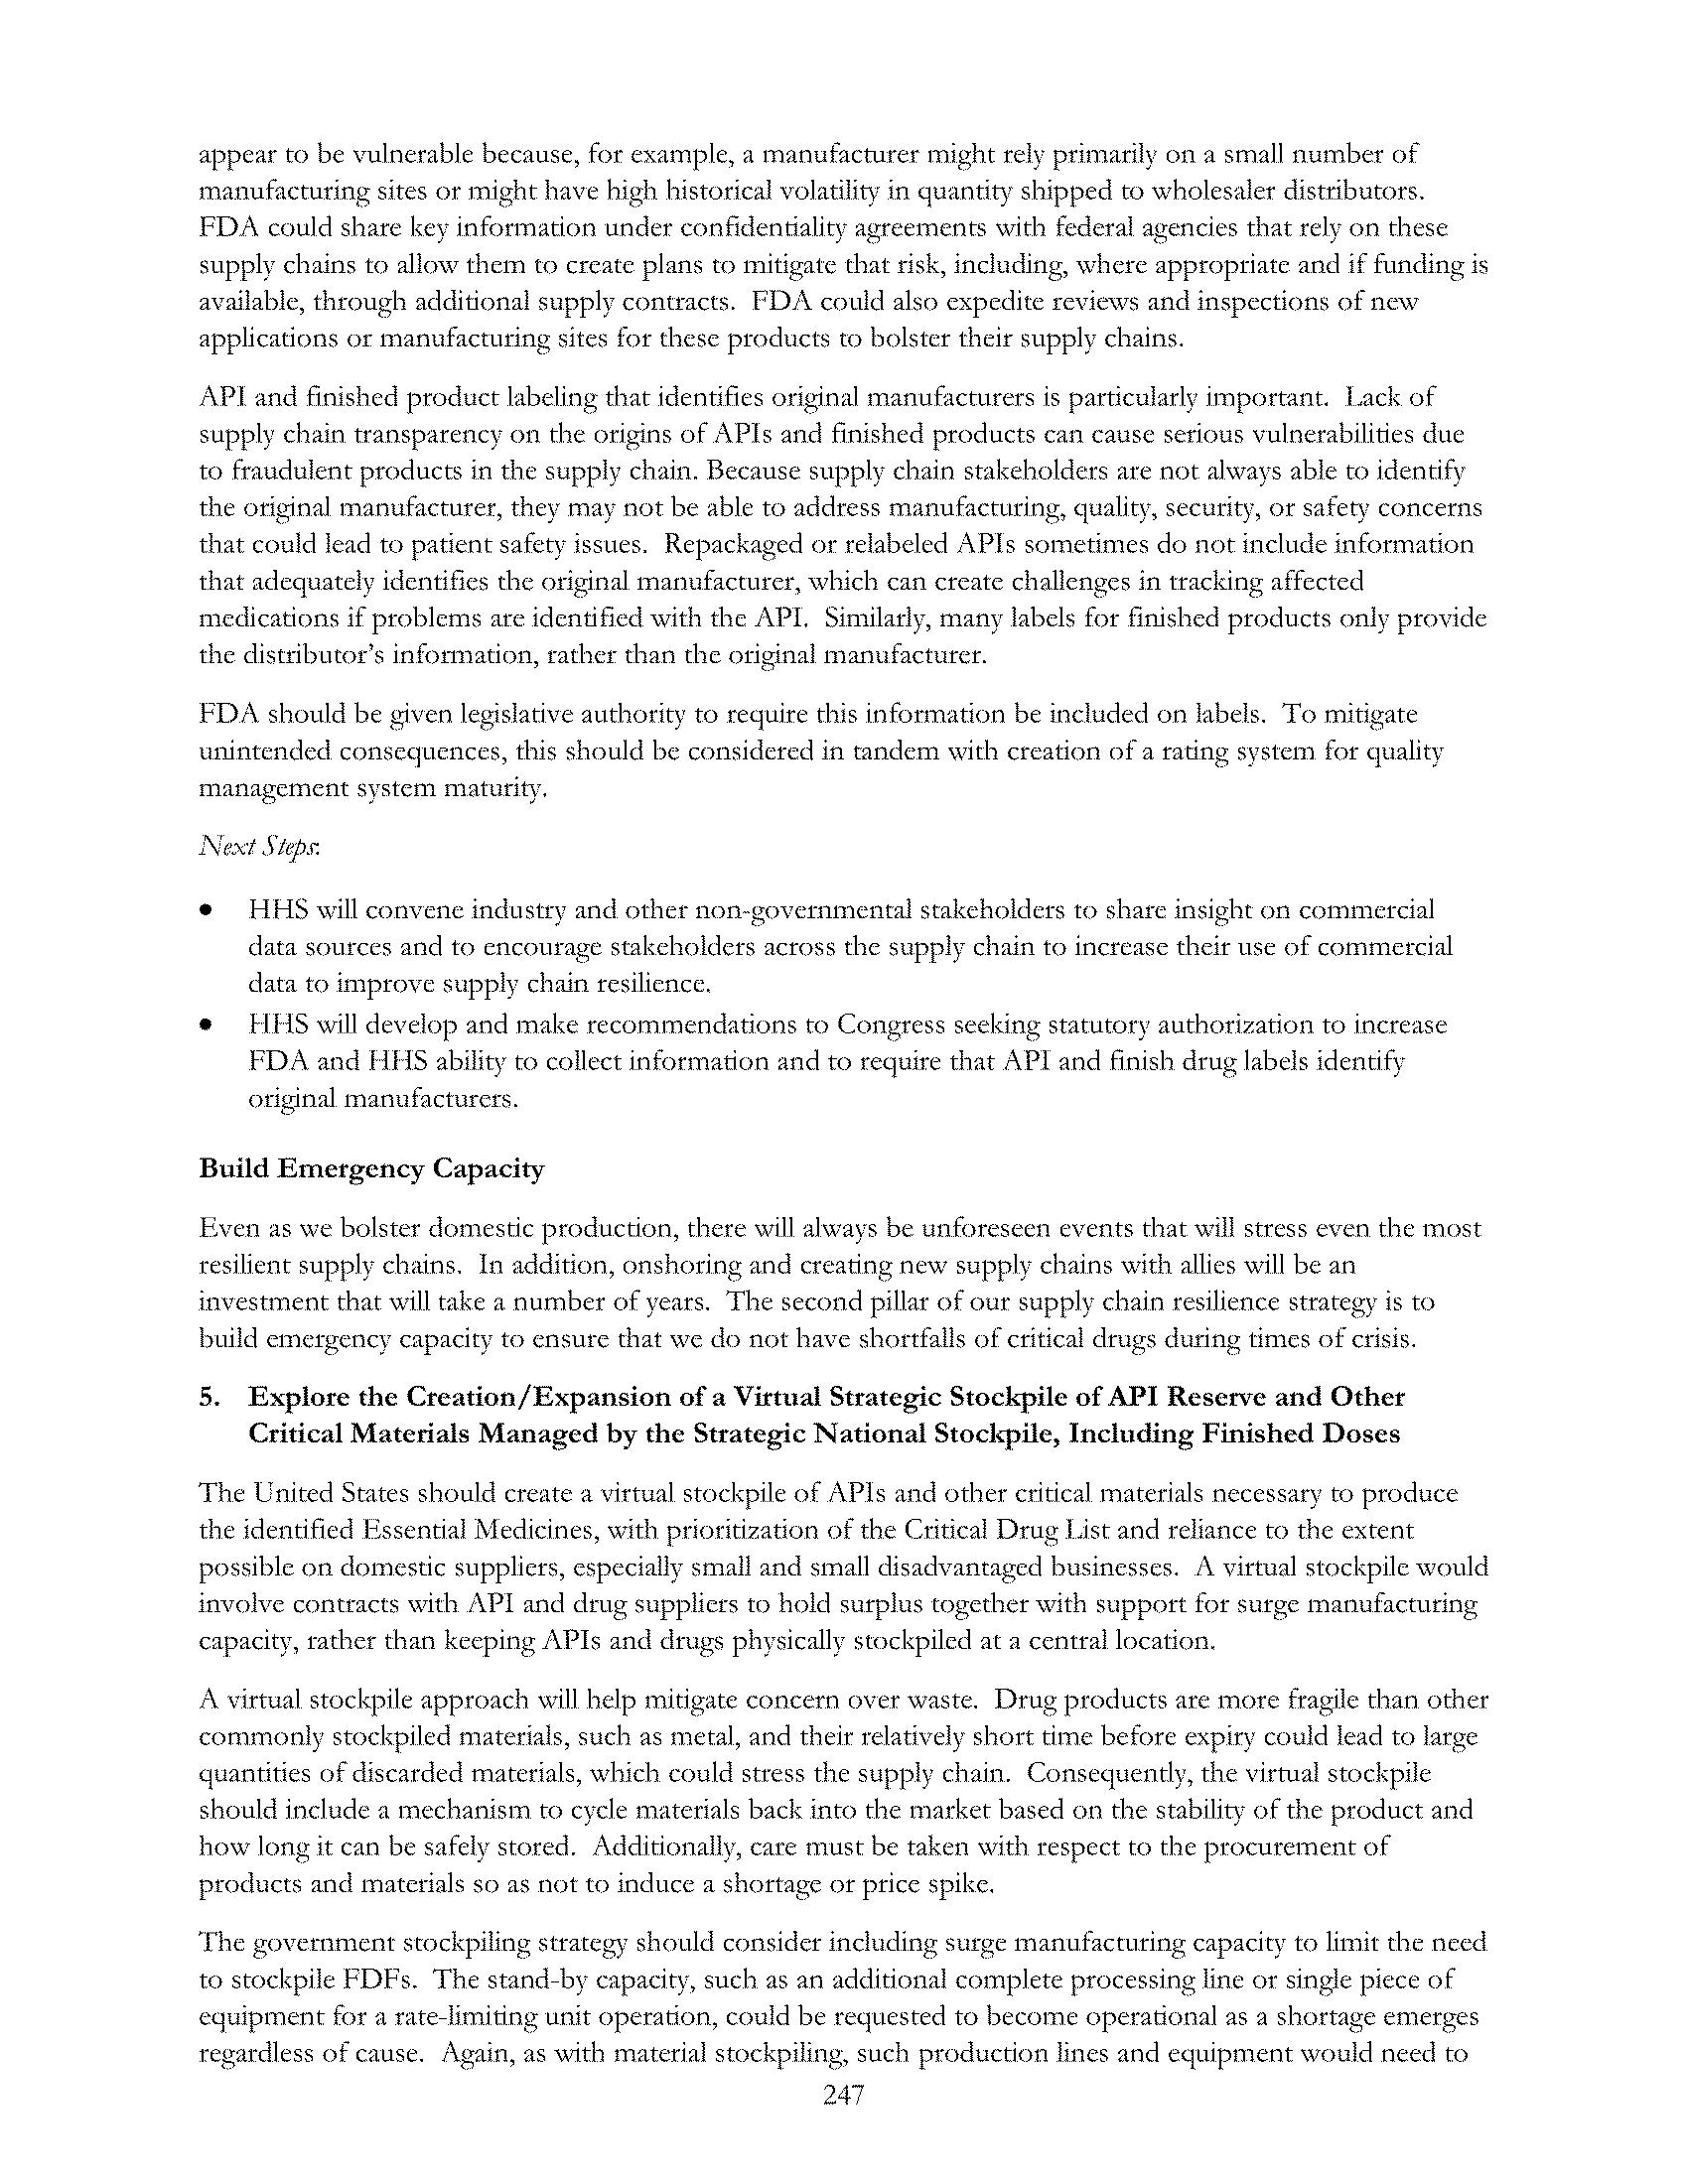 appear to be vulnerable because, for example, a manufacturer might rely primarily on a small number of
manufacturing sites or might have high historical volatility in quantity shipped to wholesaler distributors.
FDA could share key information under confidentiality agreements with federal agencies that rely on these
supply chains to allow them to create plans to mitigate that risk, including, where appropriate and if funding is
available, through additional supply contracts.  FDA could also expedite reviews and inspections of new
applications or manufacturing sites for these products to bolster their supply chains.
API and finished product labeling that identifies original manufacturers is particularly important.  Lack of
supply chain transparency on the origins of APIs and finished products can cause serious vulnerabilities due
to fraudulent products in the supply chain. Because supply chain stakeholders are not always able to identify
the original manufacturer, they may not be able to address manufacturing, quality, security, or safety concerns
that could lead to patient safety issues.  Repackaged or relabeled APIs sometimes do not include information
that adequately identifies the original manufacturer, which can create challenges in tracking affected
medications if problems are identified with the API.  Similarly, many labels for finished products only provide
the distributor's information, rather than the original manufacturer.
FDA should be given legislative authority to require this information be included on labels.  To mitigate
unintended consequences, this should be considered in tandem with creation of a rating system for quality
management system maturity.
Next Steps:
• HHS will convene industry and other non-governmental stakeholders to share insight on commercial
data sources and to encourage stakeholders across the supply chain to increase their use of commercial
data to improve supply chain resilience.
• HHS will develop and make recommendations to Congress seeking statutory authorization to increase
FDA and HHS ability to collect information and to require that API and finish drug labels identify
original manufacturers.
Build Emergency Capacity
Even as we bolster domestic production, there will always be unforeseen events that will stress even the most
resilient supply chains.  In addition, onshoring and creating new supply chains with allies will be an
investment that will take a number of years.  The second pillar of our supply chain resilience strategy is to
build emergency capacity to ensure that we do not have shortfalls of critical drugs during times of crisis.
5. Explore the Creation/Expansion of a Virtual Strategic Stockpile of API Reserve and Other
Critical Materials Managed by the Strategic National Stockpile, Including Finished Doses
The United States should create a virtual stockpile of APIs and other critical materials necessary to produce
the identified Essential Medicines, with prioritization of the Critical Drug List and reliance to the extent
possible on domestic suppliers, especially small and small disadvantaged businesses.  A virtual stockpile would
involve contracts with API and drug suppliers to hold surplus together with support for surge manufacturing
capacity, rather than keeping APIs and drugs physically stockpiled at a central location.
A virtual stockpile approach will help mitigate concern over waste.  Drug products are more fragile than other
commonly stockpiled materials, such as metal, and their relatively short time before expiry could lead to large
quantities of discarded materials, which could stress the supply chain.  Consequently, the virtual stockpile
should include a mechanism to cycle materials back into the market based on the stability of the product and
how long it can be safely stored.  Additionally, care must be taken with respect to the procurement of
products and materials so as not to induce a shortage or price spike.
The government stockpiling strategy should consider including surge manufacturing capacity to limit the need
to stockpile FDFs.  The stand-by capacity, such as an additional complete processing line or single piece of
equipment for a rate-limiting unit operation, could be requested to become operational as a shortage emerges
regardless of cause.  Again, as with material stockpiling, such production lines and equipment would need to
247